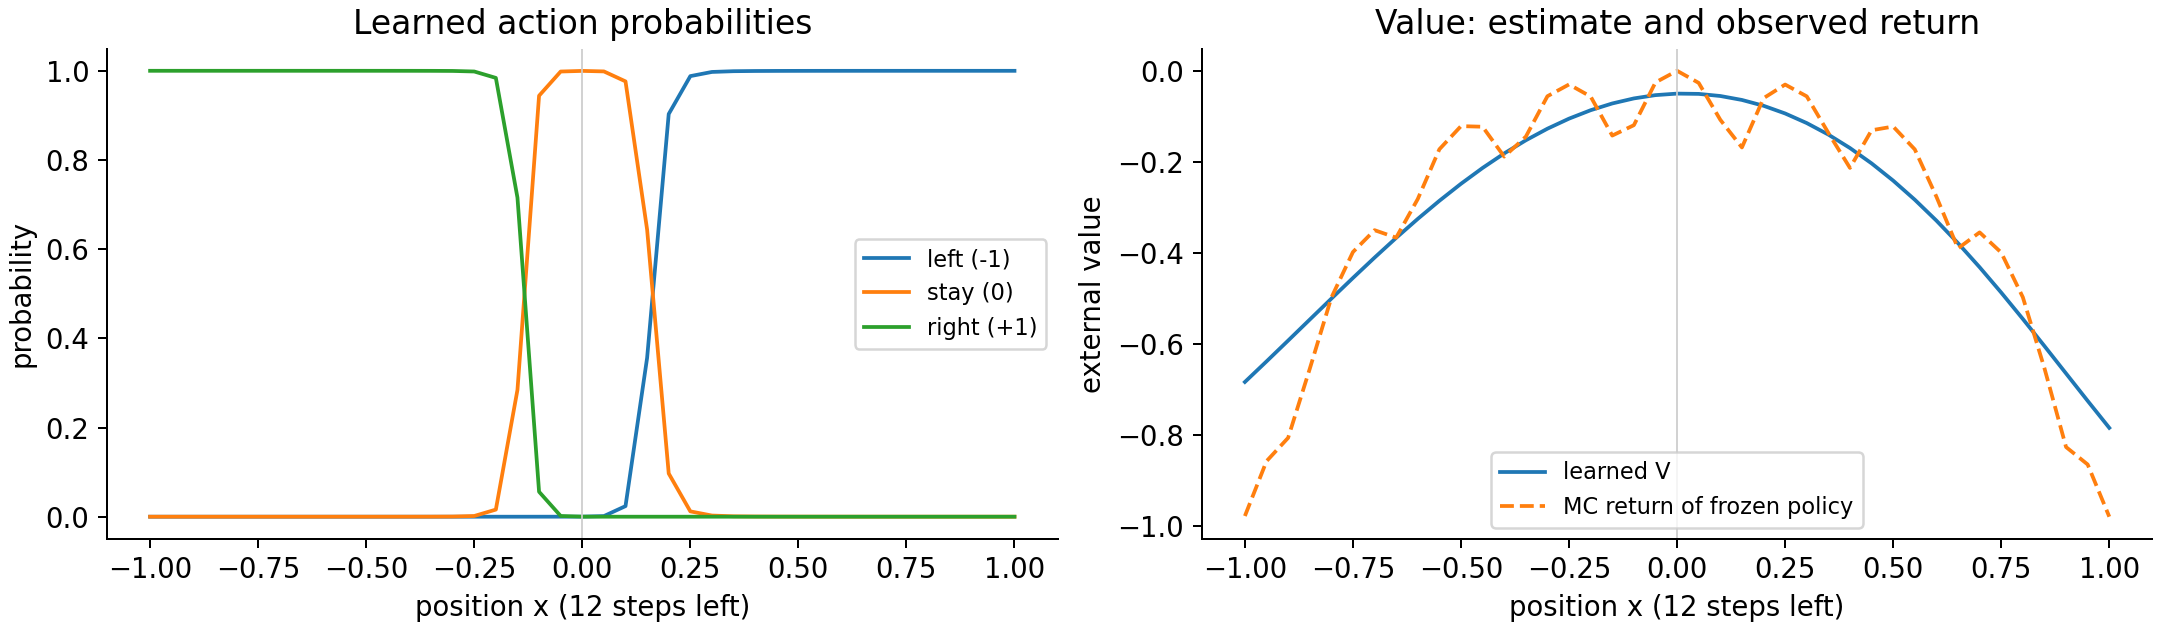 Learned action probabilities
1.0
0.8
0.6
0.4
0.2
0.0
probability
left (-1)
stay (0)
right (+1)
−1.00 −0.75 −0.50 −0.25 0.00 0.25 0.50 0.75 1.00
position x (12 steps left)
Value: estimate and observed return
0.0
−0.2
−0.4
−0.6
−0.8
−1.0
external value
learned V
MC return of frozen policy
−1.00 −0.75 −0.50 −0.25 0.00 0.25 0.50 0.75 1.00
position x (12 steps left)